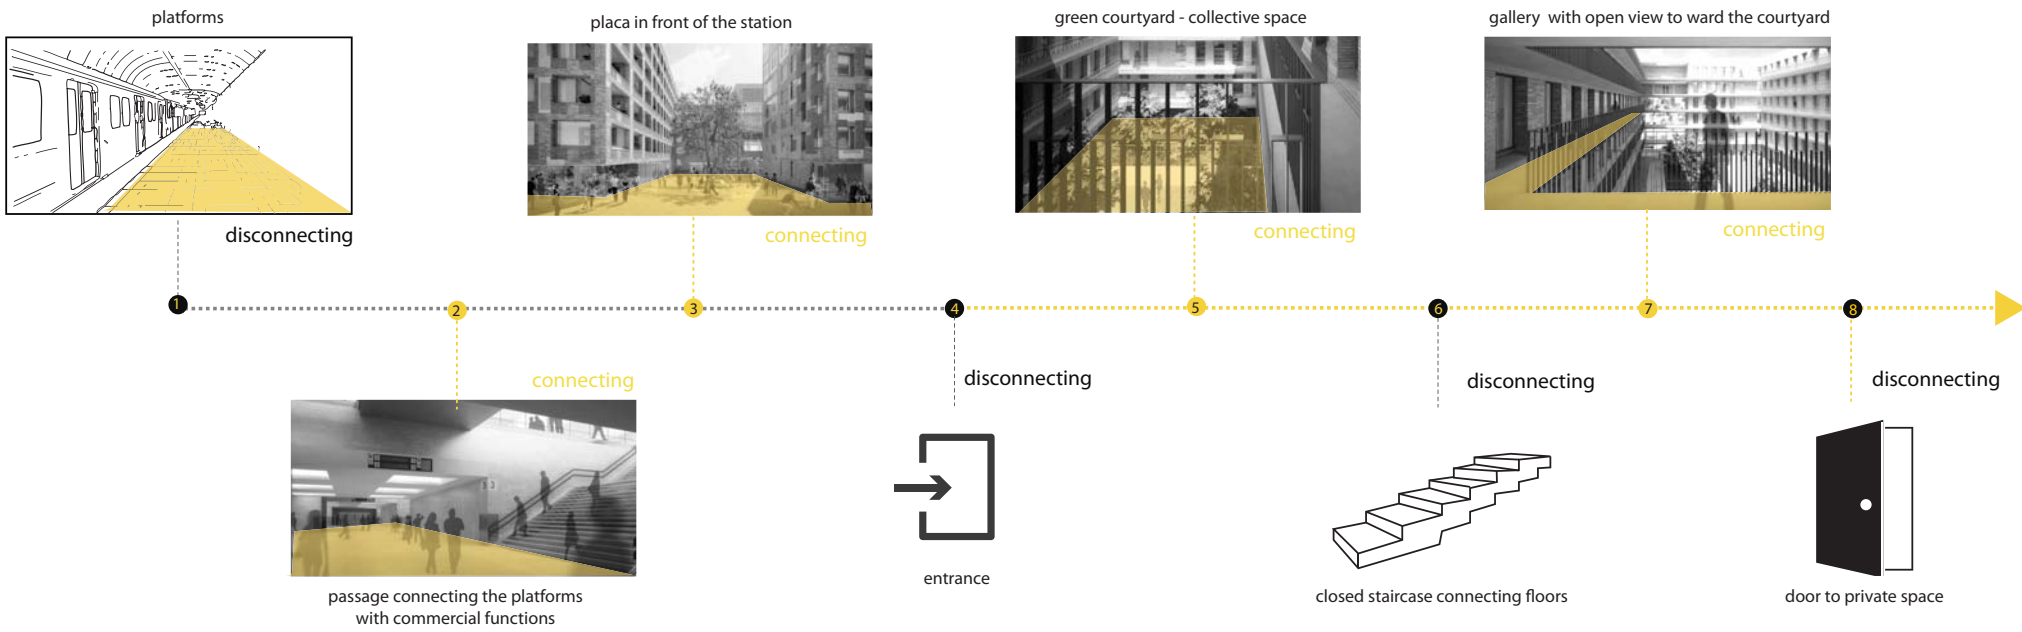 platforms
placa in front of the station
green courtyard - collective space
gallery with open view to ward the courtyard
disconnecting
connecting
connecting
connecting
1
2
3
4
5
6
7
8
connecting
disconnecting
disconnecting
disconnecting
entrance
passage connecting the platforms
with commercial functions
closed staircase connecting floors
door to private space